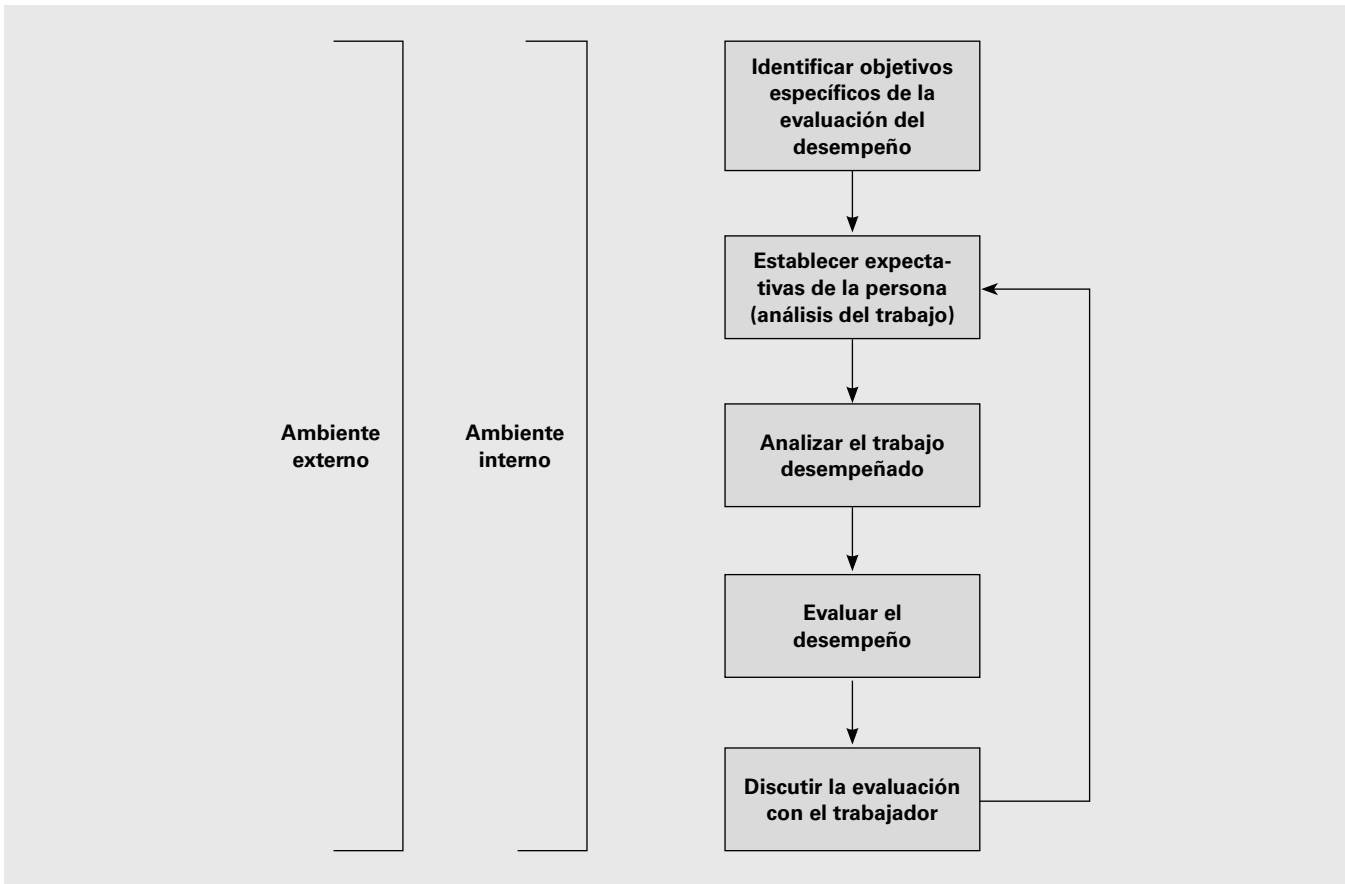 Identificar objetivos
específicos de la
evaluación del
desempeño
Establecer expecta-
tivas de la persona
(análisis del trabajo)
Ambiente
externo
Ambiente
interno
Analizar el trabajo
desempeñado
Evaluar el
desempeño
Discutir la evaluación
con el trabajador